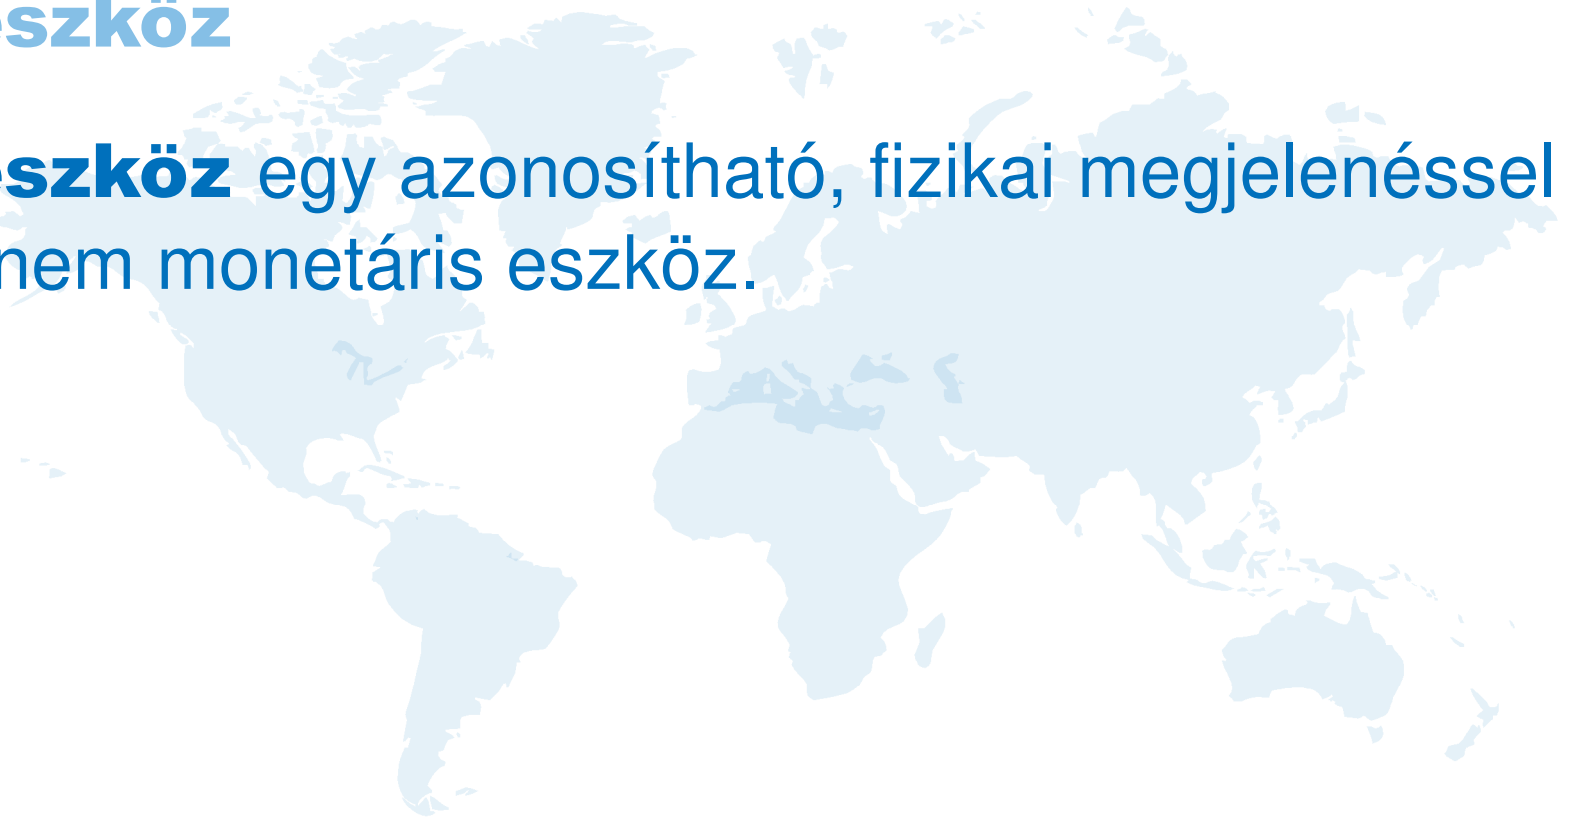 eszköz
eszköz egy azonosítható, fizikai megjelenéssel
nem monetáris eszköz.